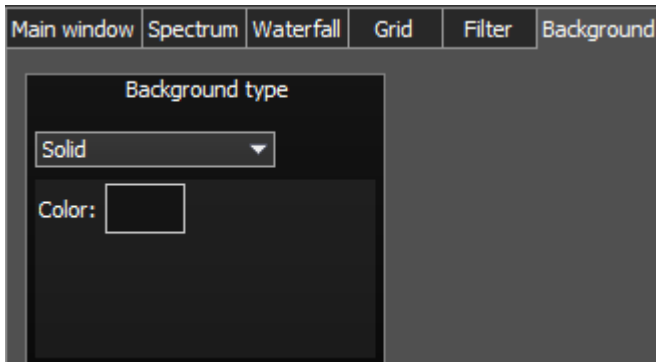 Main window Spectrum Waterfall Grid Filter Background
Background type
Solid
Color: